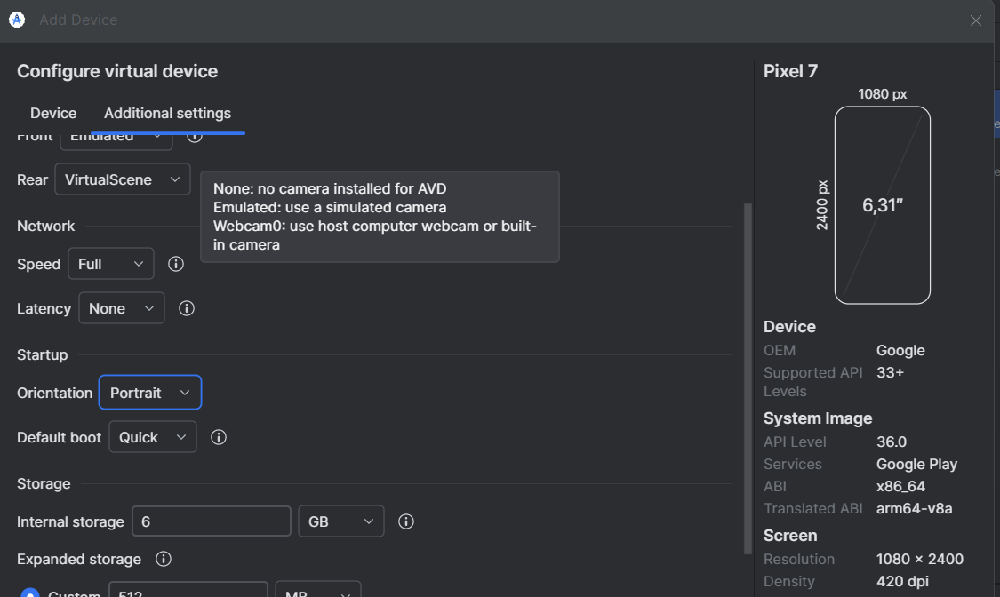 Add Device
Configure virtual device
Device Additional settings
Front Emulated
Rear VirtualScene
None: no camera installed for AVD
Emulated: use a simulated camera
Webcam0: use host computer webcam or built-
in camera
Network
Speed Full
Latency None
Startup
Orientation Portrait
Default boot Quick
Storage
Internal storage 6 GB
Expanded storage
Custom 512 MB
Pixel 7
1080 px
2400 px
6,31”
Device
OEM Google
Supported API 33+
Levels
System Image
API Level 36.0
Services Google Play
ABI x86_64
Translated ABI arm64-v8a
Screen
Resolution 1080 × 2400
Density 420 dpi